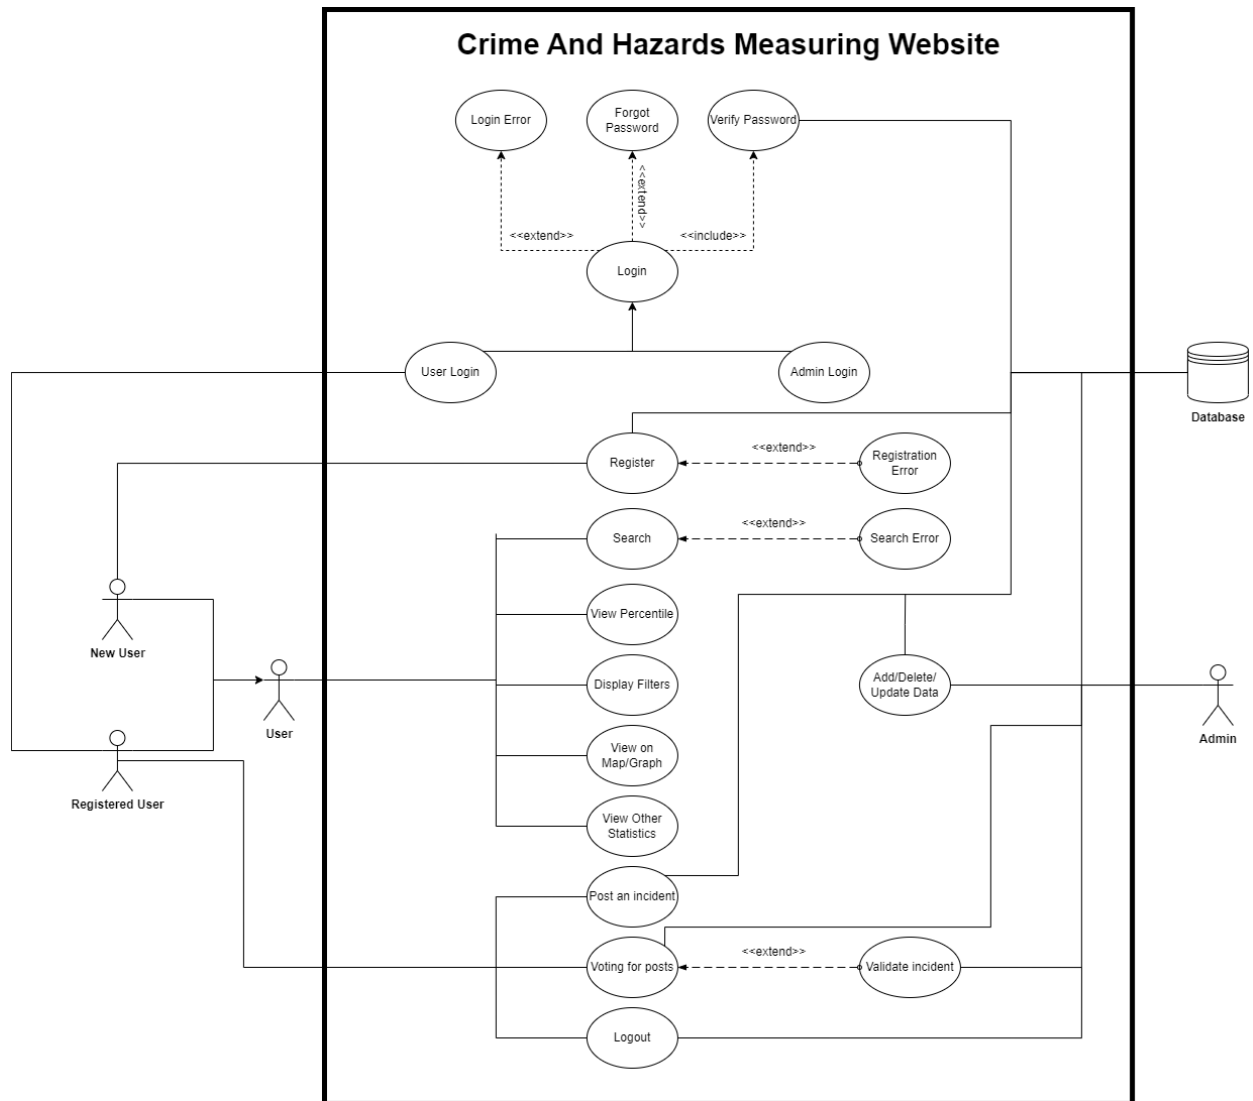 Crime And Hazards Measuring Website
Login Error
Forgot
Password
Verify Password
<<extend>>
<<extend>>
<<include>>
Login
User Login
Admin Login
Database
Register
<<extend>>
Registration
Error
Search
<<extend>>
Search Error
New User
View Percentile
User
Display Filters
Add/Delete/
Update Data
Admin
Registered User
View on
Map/Graph
View Other
Statistics
Post an incident
Voting for posts
<<extend>>
Validate incident
Logout